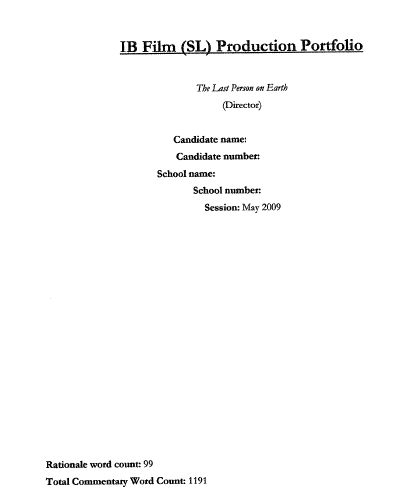 IB Film (SL) Production Portfolio
The Last Person on Earth
(Director)
Candidate name:
Candidate number:
School name:
School number:
Session: May 2009
Rationale word count: 99
Total Commentary Word Count: 1191